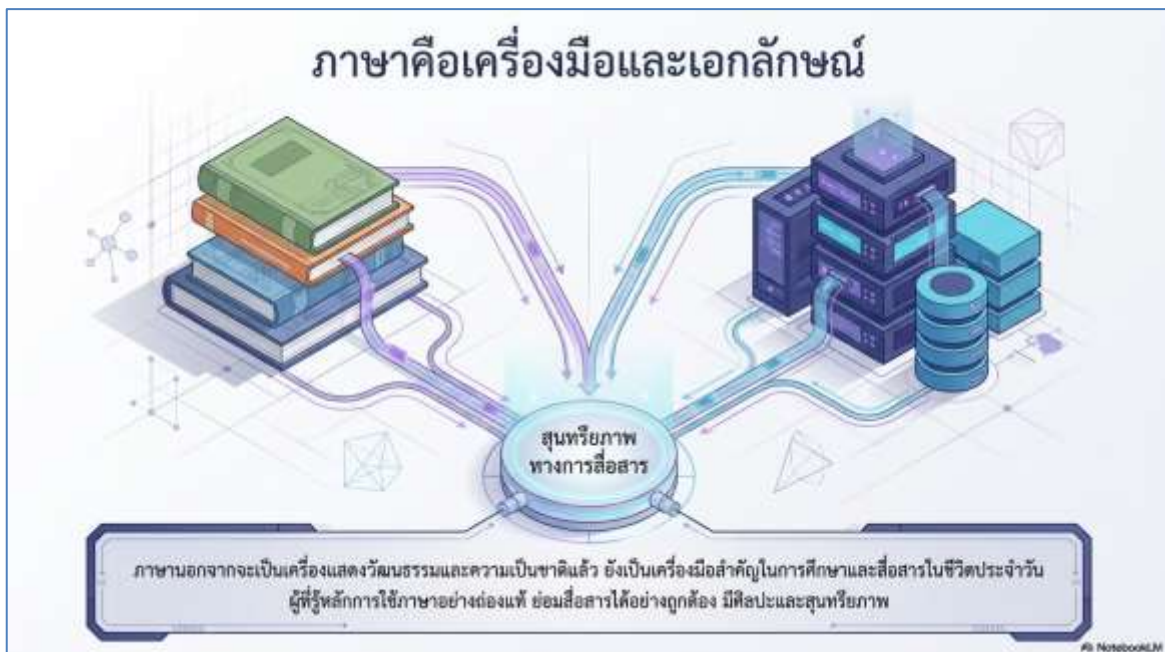 ภาษาคือเครื่องมือและเอกลักษณ์
สุนทรียภาพ
ทางการสื่อสาร
ภาษานอกจากจะเป็นเครื่องแสดงวัฒนธรรมและความเป็นชาติแล้ว ยังเป็นเครื่องมือสำคัญในการศึกษาและสื่อสารในชีวิตประจำวัน
ผู้ที่รู้หลักการใช้ภาษาอย่างถ่องแท้ ย่อมสื่อสารได้อย่างถูกต้อง มีศิลปะและสุนทรียภาพ
NotebookLM